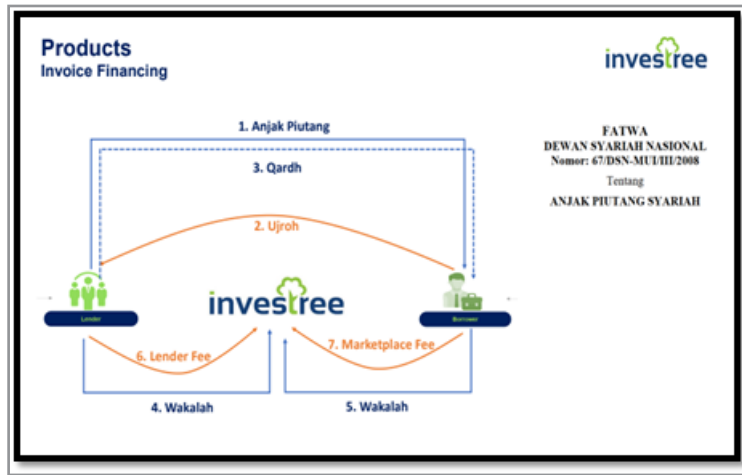 Products
Invoice Financing
investree
1. Anjak Piutang
FATWA
DEWAN SYARIAH NASIONAL
Nomor: 67/DSN-MUI/III/2008
Tentang
ANJAK PIUTANG SYARIAH
3. Qardh
2. Ujroh
investree
Lender
Borrower
6. Lender Fee
7. Marketplace Fee
4. Wakalah
5. Wakalah